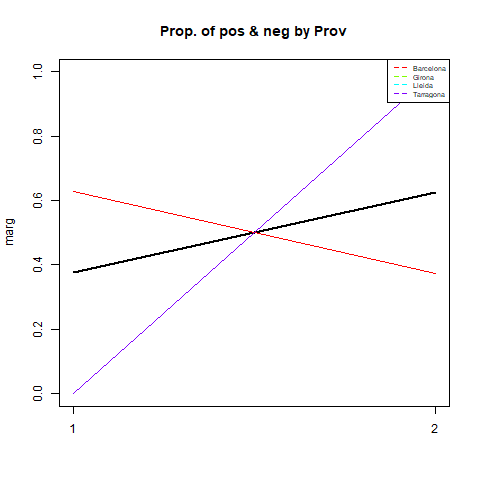 Prop. of pos & neg by Prov
Barcelona
Girona
Lleida
Tarragona
marg
1.0
0.8
0.6
0.4
0.2
0.0
1
2